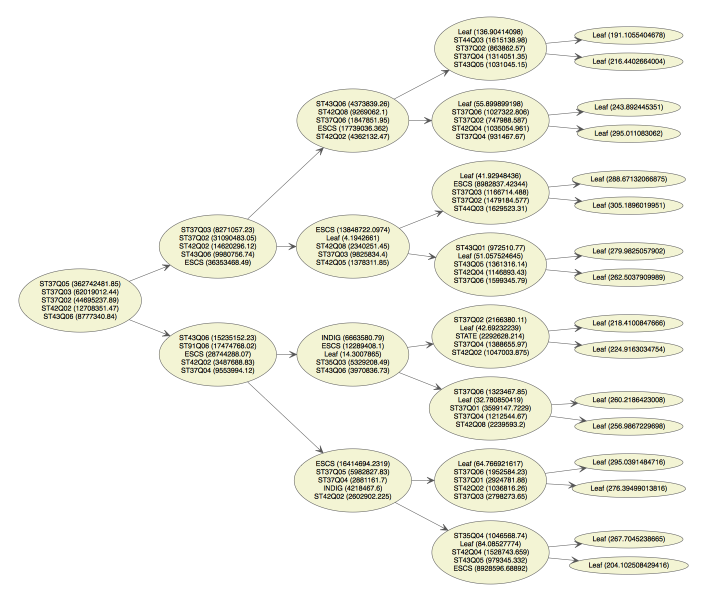 ST37Q05 (362742481.85)
ST37Q03 (62019012.44)
ST37Q02 (44695237.89)
ST42Q02 (12708351.47)
ST43Q06 (8777340.84)
ST37Q03 (8271057.23)
ST37Q02 (31090483.05)
ST42Q02 (14620296.12)
ST43Q06 (9980756.74)
ESCS (36353468.49)
ST43Q06 (15235152.23)
ST91Q06 (17474768.02)
ESCS (28744288.07)
ST42Q02 (3487688.83)
ST37Q04 (9553994.12)
ST43Q06 (4373839.26)
ST42Q08 (9269062.1)
ST37Q06 (1847851.95)
ESCS (17739036.362)
ST42Q02 (4362132.47)
ESCS (13848722.0974)
Leaf (4.1942661)
ST42Q08 (2340251.45)
ST37Q03 (9825834.4)
ST42Q05 (1378311.85)
INDIG (6663580.79)
ESCS (12289408.1)
Leaf (14.3007865)
ST35Q03 (5329208.49)
ST43Q06 (3970836.73)
ESCS (16414694.2319)
ST37Q05 (5982827.83)
ST37Q04 (2881161.7)
INDIG (4218467.6)
ST42Q02 (2602902.225)
Leaf (136.90414098)
ST44Q03 (1615138.98)
ST37Q02 (863862.57)
ST37Q04 (1314051.35)
ST43Q05 (1031045.15)
Leaf (55.899899198)
ST37Q06 (1027322.806)
ST37Q02 (747988.587)
ST42Q04 (1035054.961)
ST37Q04 (931467.67)
Leaf (41.92948436)
ESCS (8982837.42344)
ST37Q03 (1166714.488)
ST37Q02 (1479184.577)
ST44Q03 (1629523.31)
ST43Q01 (972510.77)
Leaf (51.057524645)
ST43Q05 (1361316.14)
ST42Q04 (1146893.43)
ST37Q06 (1599345.79)
ST37Q02 (2166380.11)
Leaf (42.69232239)
STATE (2292628.214)
ST37Q04 (1388655.97)
ST42Q02 (1047003.875)
ST37Q06 (1323467.85)
Leaf (32.780850419)
ST37Q01 (3599147.7229)
ST37Q04 (1212544.67)
ST42Q08 (2239593.2)
Leaf (64.766921617)
ST37Q06 (1952584.23)
ST37Q01 (2924781.88)
ST42Q02 (1036816.26)
ST37Q03 (2798273.65)
ST35Q04 (1046568.74)
Leaf (84.08527774)
ST42Q04 (1528743.659)
ST43Q05 (979345.332)
ESCS (8928596.68892)
Leaf (191.1055404678)
Leaf (216.4402664004)
Leaf (243.892445351)
Leaf (295.011083062)
Leaf (288.67132066875)
Leaf (305.1896019951)
Leaf (279.9825057902)
Leaf (262.5037909989)
Leaf (218.4100847666)
Leaf (224.9163034754)
Leaf (260.2186423008)
Leaf (256.9867229698)
Leaf (295.0391484716)
Leaf (276.39499013816)
Leaf (267.7045238665)
Leaf (204.102508429416)